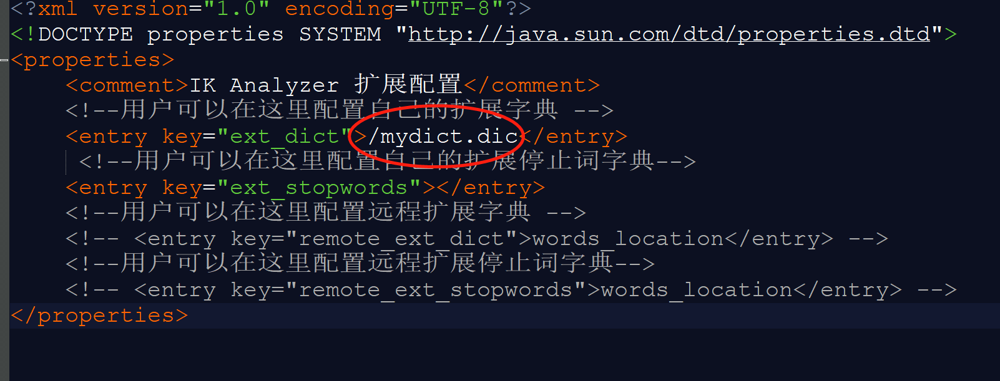 <?xml version="1.0" encoding="UTF-8"?>
<!DOCTYPE properties SYSTEM "http://java.sun.com/dtd/properties.dtd">
<properties>
<comment>IK Analyzer 扩展配置</comment>
<!--用户可以在这里配置自己的扩展字典 -->
<entry key="ext_dict">/mydict.dic</entry>
<!--用户可以在这里配置自己的扩展停止词字典-->
<entry key="ext_stopwords"></entry>
<!--用户可以在这里配置远程扩展字典 -->
<!-- <entry key="remote_ext_dict">words_location</entry> -->
<!--用户可以在这里配置远程扩展停止词字典-->
<!-- <entry key="remote_ext_stopwords">words_location</entry> -->
</properties>